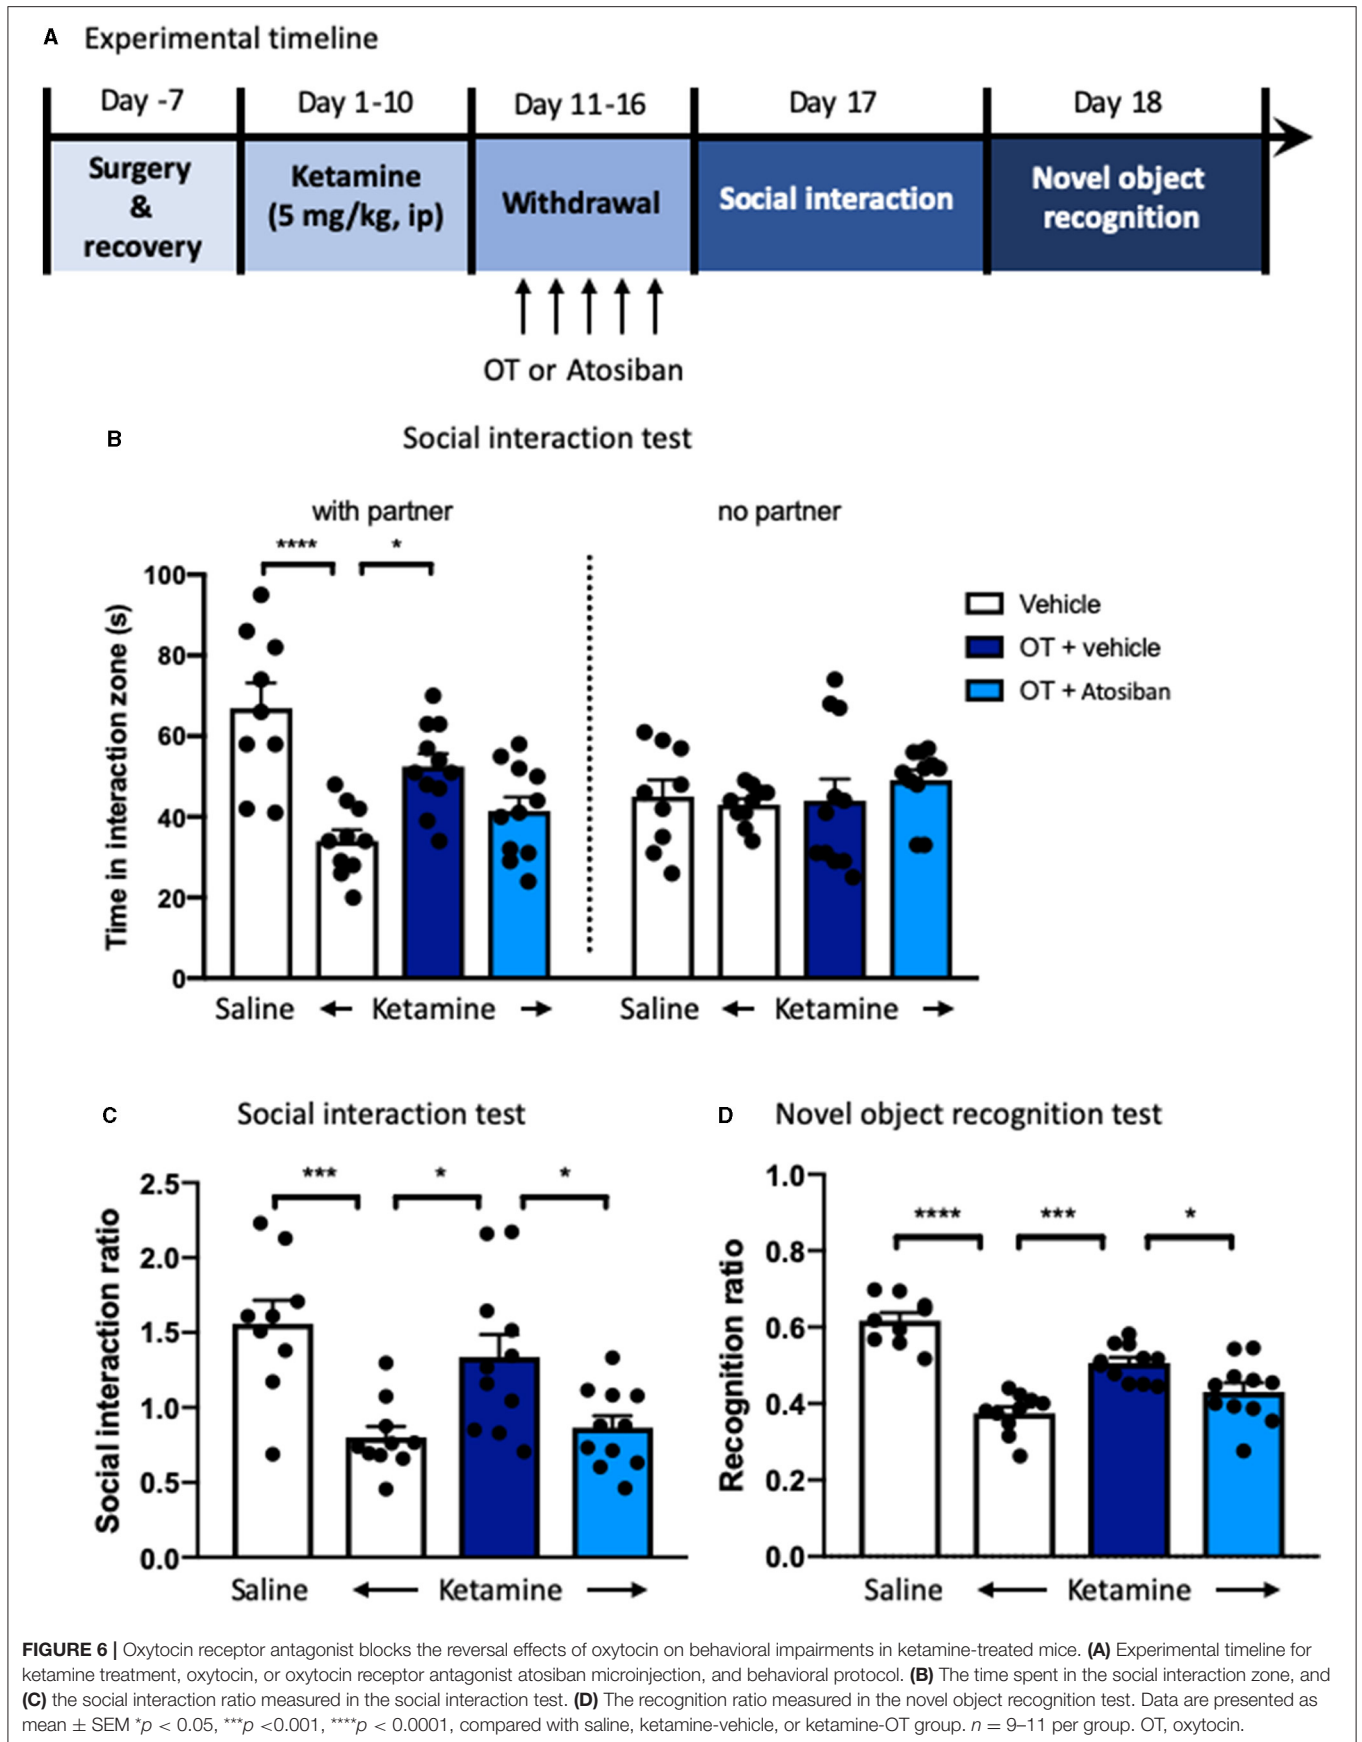 A Experimental timeline
Day -7 Day 1-10 Day 11-16 Day 17 Day 18
Surgery
&
recovery
Ketamine
(5 mg/kg, ip)
Withdrawal
Social interaction
Novel object
recognition
OT or Atosiban
B Social interaction test
with partner no partner
**** *
Time in interaction zone (s)
100
80
60
40
20
0
Saline Ketamine Saline Ketamine
Vehicle
OT + vehicle
OT + Atosiban
C Social interaction test
*** * *
Social interaction ratio
2.5
2.0
1.5
1.0
0.5
0.0
Saline Ketamine
D Novel object recognition test
**** *** *
Recognition ratio
1.0
0.8
0.6
0.4
0.2
0.0
Saline Ketamine
FIGURE 6 | Oxytocin receptor antagonist blocks the reversal effects of oxytocin on behavioral impairments in ketamine-treated mice. (A) Experimental timeline for
ketamine treatment, oxytocin, or oxytocin receptor antagonist atosiban microinjection, and behavioral protocol. (B) The time spent in the social interaction zone, and
(C) the social interaction ratio measured in the social interaction test. (D) The recognition ratio measured in the novel object recognition test. Data are presented as
mean ± SEM *p < 0.05, ***p <0.001, ****p < 0.0001, compared with saline, ketamine-vehicle, or ketamine-OT group. n = 9–11 per group. OT, oxytocin.